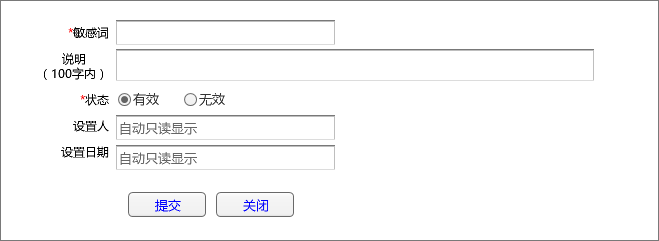 *敏感词
说明
（100字内）
*状态 有效 无效
设置人 自动只读显示
设置日期 自动只读显示
提交 关闭